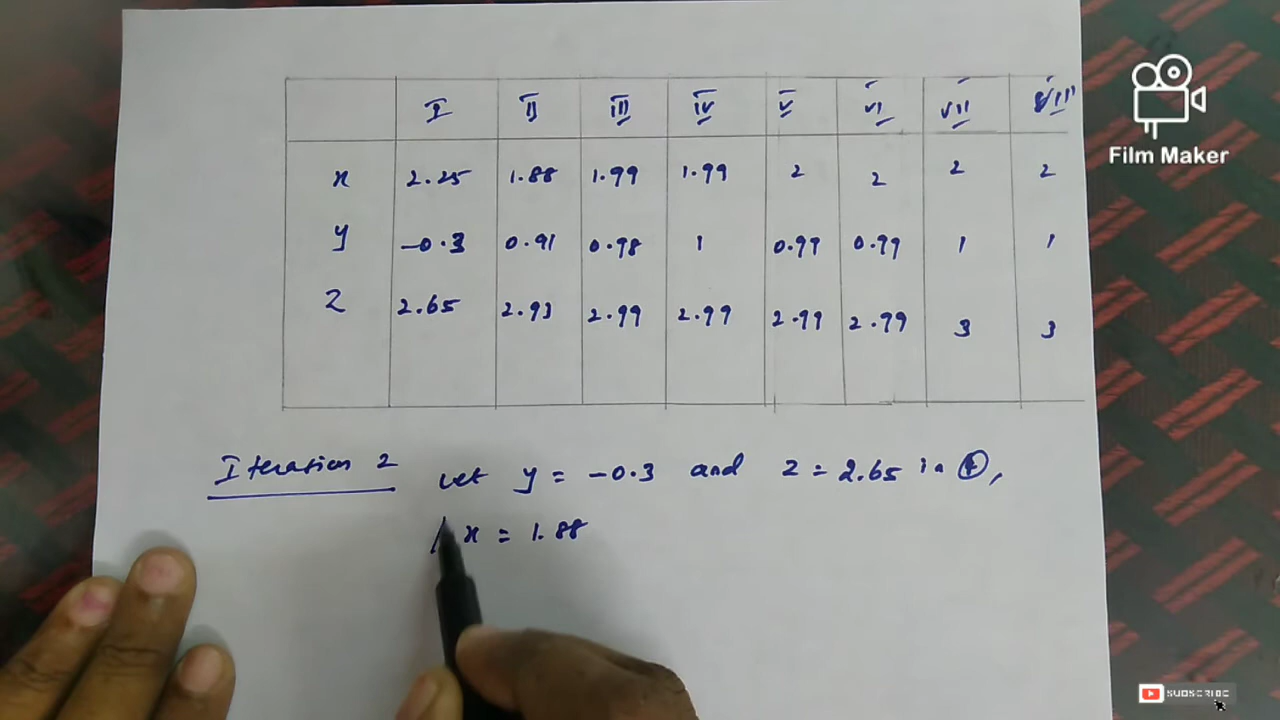 I II III IV V VI VII VIII
x 2.25 1.88 1.99 1.99 2 2 2 2
y -0.3 0.91 0.98 1 0.99 0.99 1 1
z 2.65 2.93 2.99 2.99 2.99 2.99 3 3
Iteration 2 Let y = -0.3 and z = 2.65 in ④,
x = 1.88
Film Maker
SUBSCRIBE